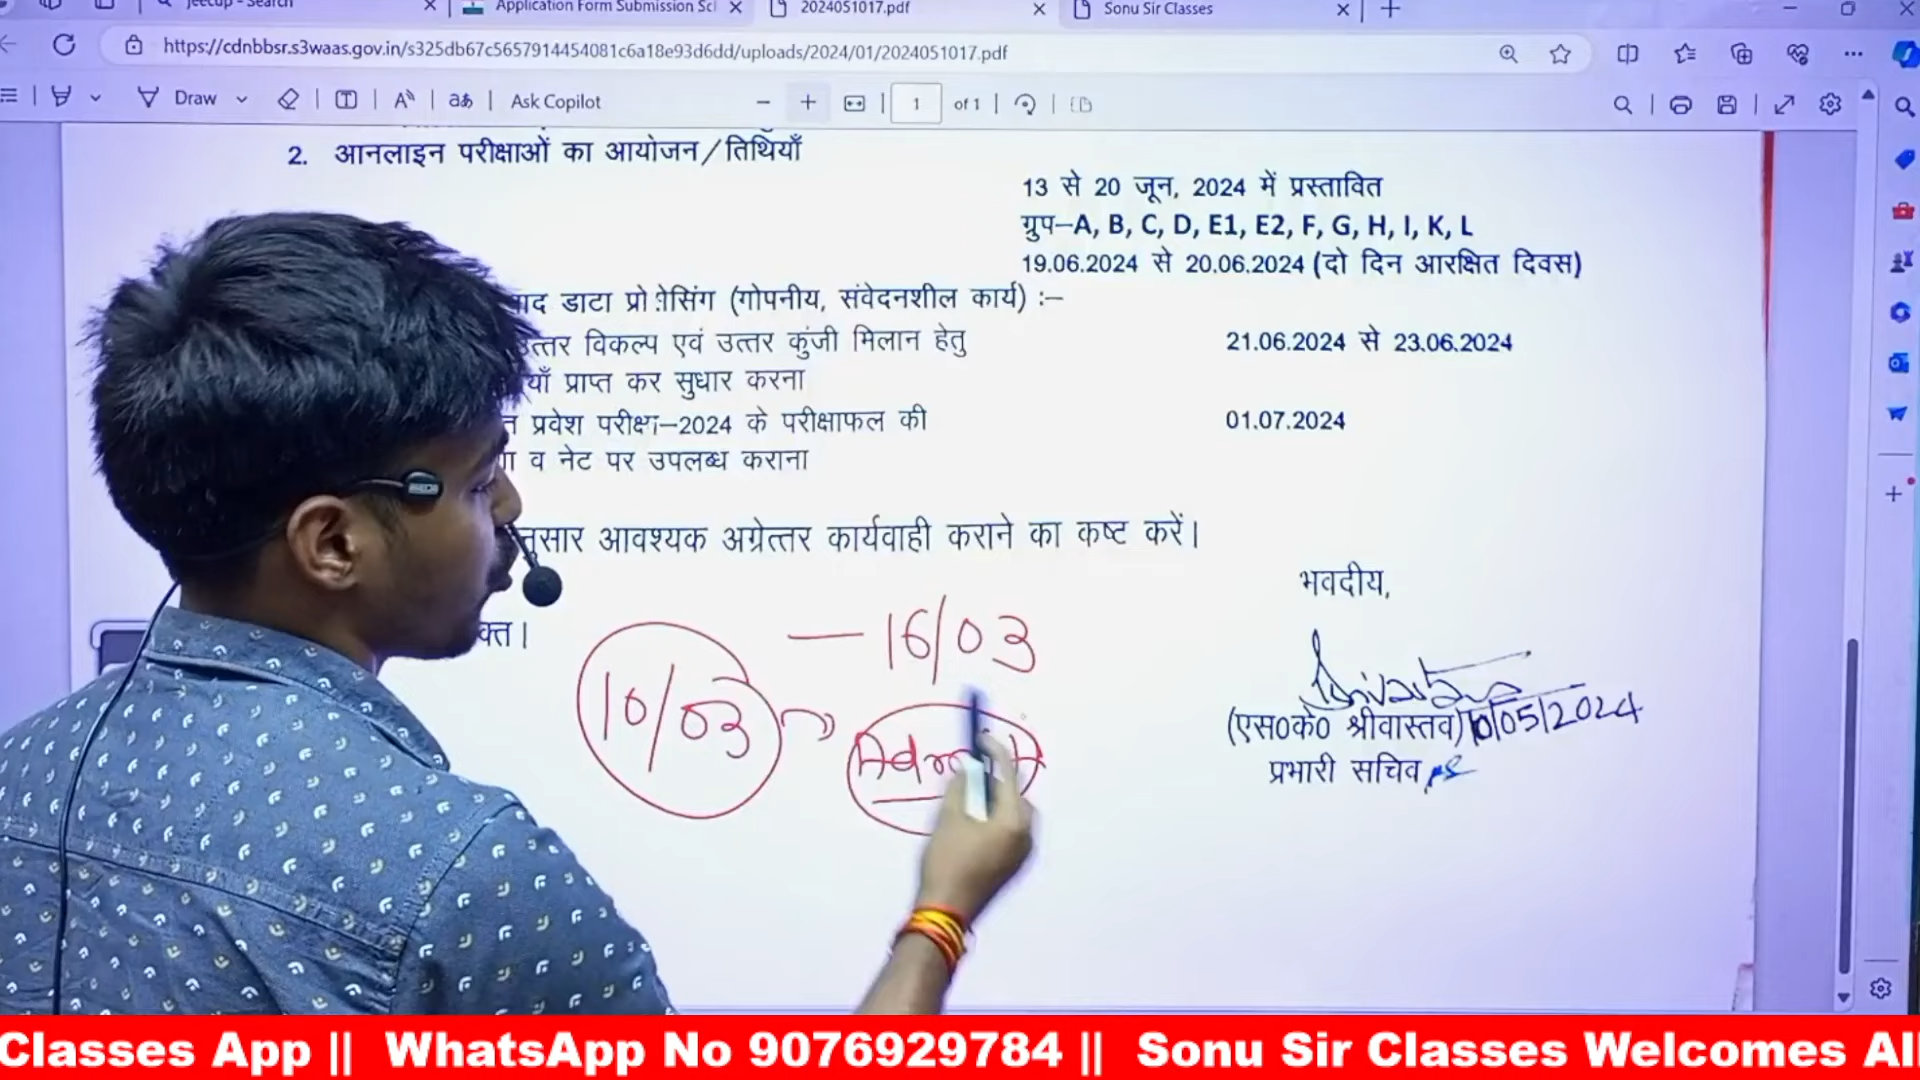 jeecup - Search
Application Form Submission Scl
2024051017.pdf
Sonu Sir Classes
https://cdnbbsr.s3waas.gov.in/s325db67c5657914454081c6a18e93d6dd/uploads/2024/01/2024051017.pdf
Draw
Ask Copilot
1 of 1
2. आनलाइन परीक्षाओं का आयोजन/तिथियाँ
13 से 20 जून, 2024 में प्रस्तावित
ग्रुप–A, B, C, D, E1, E2, F, G, H, I, K, L
19.06.2024 से 20.06.2024 (दो दिन आरक्षित दिवस)
बाद डाटा प्रोसेसिंग (गोपनीय, संवेदनशील कार्य) :–
उत्तर विकल्प एवं उत्तर कुंजी मिलान हेतु 21.06.2024 से 23.06.2024
याँ प्राप्त कर सुधार करना
त प्रवेश परीक्षा–2024 के परीक्षाफल की 01.07.2024
व नेट पर उपलब्ध कराना
नुसार आवश्यक अग्रेत्तर कार्यवाही कराने का कष्ट करें।
भवदीय,
क्त।
10/03 — 16/03
Admit
(एस0के0 श्रीवास्तव) 10/05/2024
प्रभारी सचिव
Classes App || WhatsApp No 9076929784 || Sonu Sir Classes Welcomes All